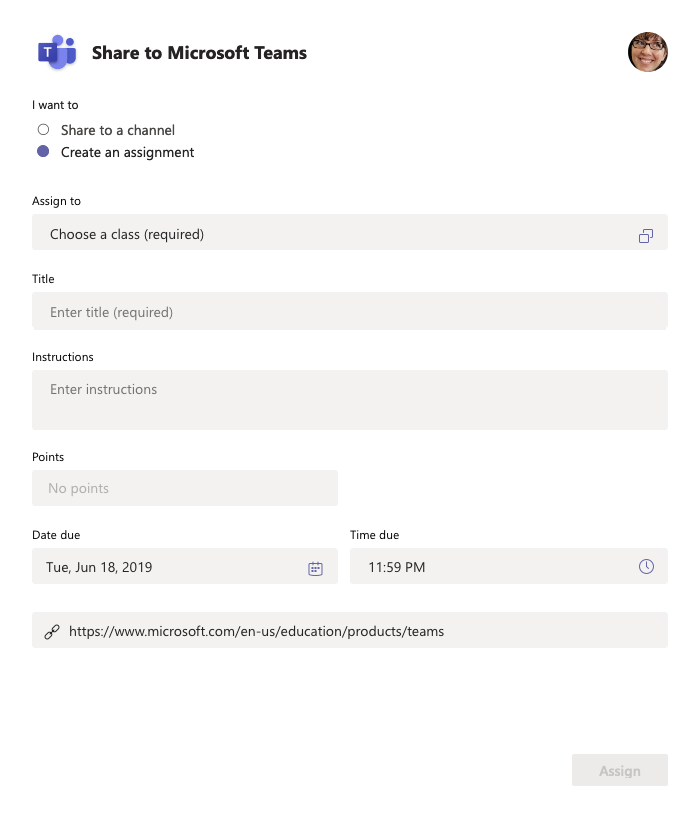 T
Share to Microsoft Teams
I want to
Share to a channel
Create an assignment
Assign to
Choose a class (required)
Title
Enter title (required)
Instructions
Enter instructions
Points
No points
Date due
Time due
Tue, Jun 18, 2019
11:59 PM
https://www.microsoft.com/en-us/education/products/teams
Assign